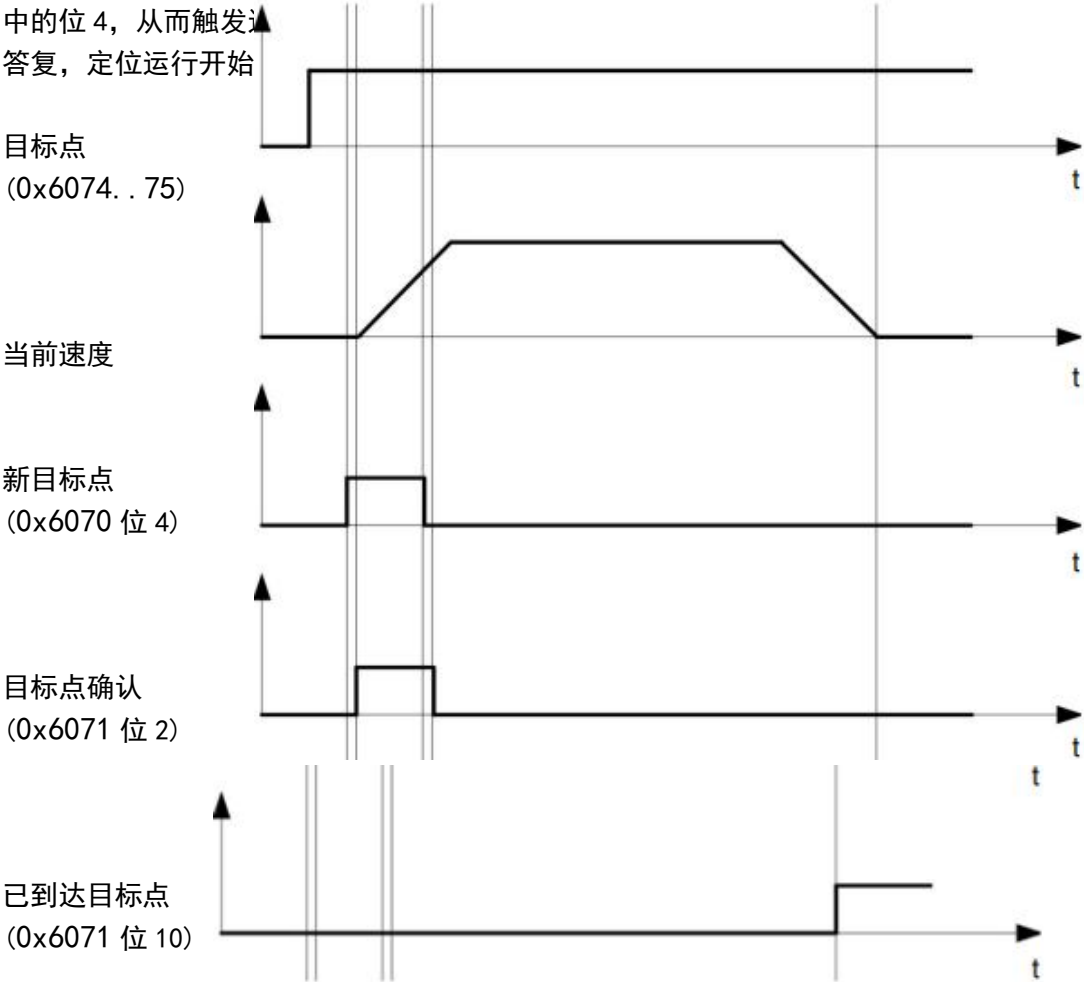 中的位 4，从而触发
答复，定位运行开始
目标点
(0x6074..75)
t
当前速度
t
新目标点
(0x6070 位 4)
t
目标点确认
(0x6071 位 2)
t
t
已到达目标点
(0x6071 位 10)
t